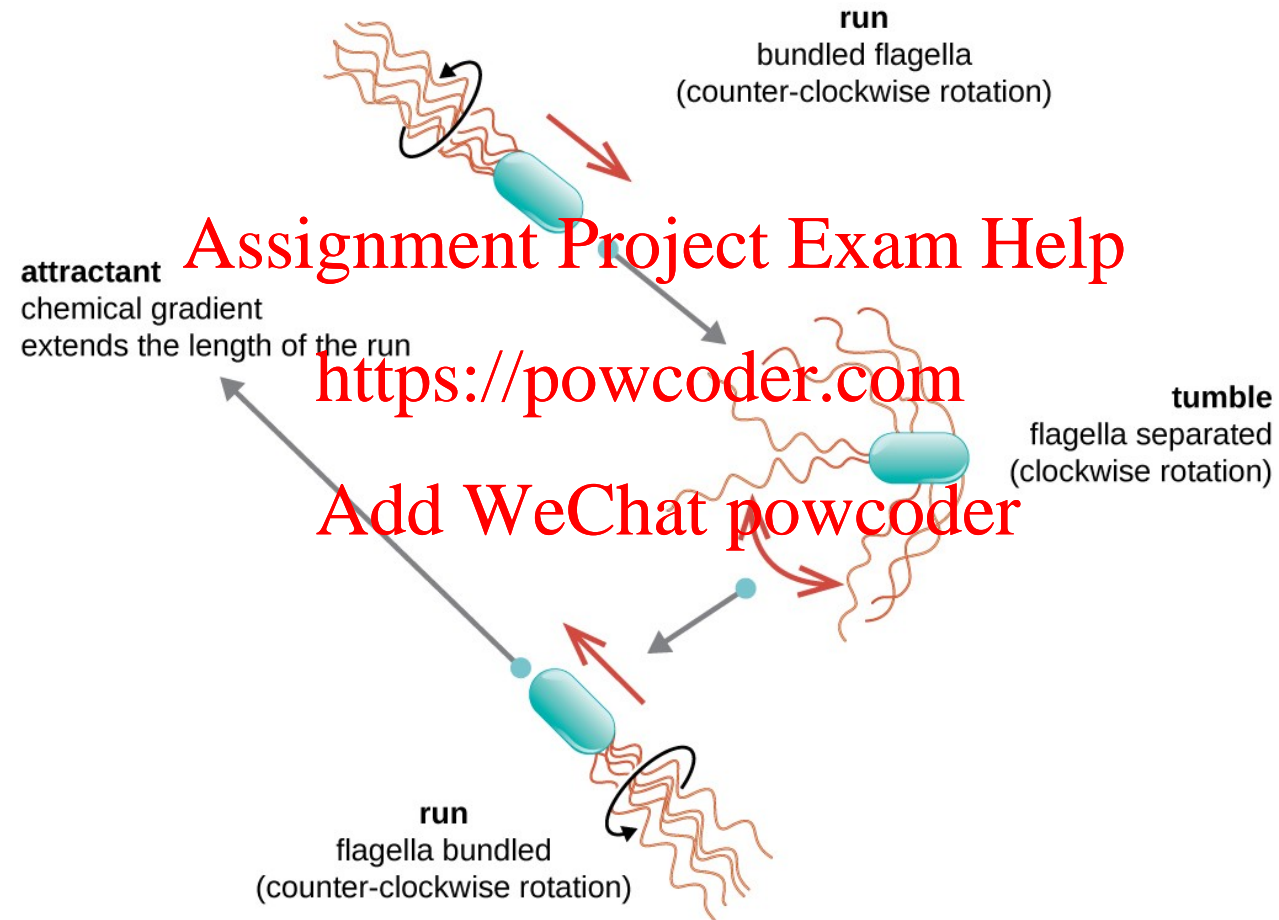 run
bundled flagella
(counter-clockwise rotation)
Assignment Project Exam Help
attractant
chemical gradient
extends the length of the run
https://powcoder.com
tumble
flagella separated
(clockwise rotation)
Add WeChat powcoder
run
flagella bundled
(counter-clockwise rotation)